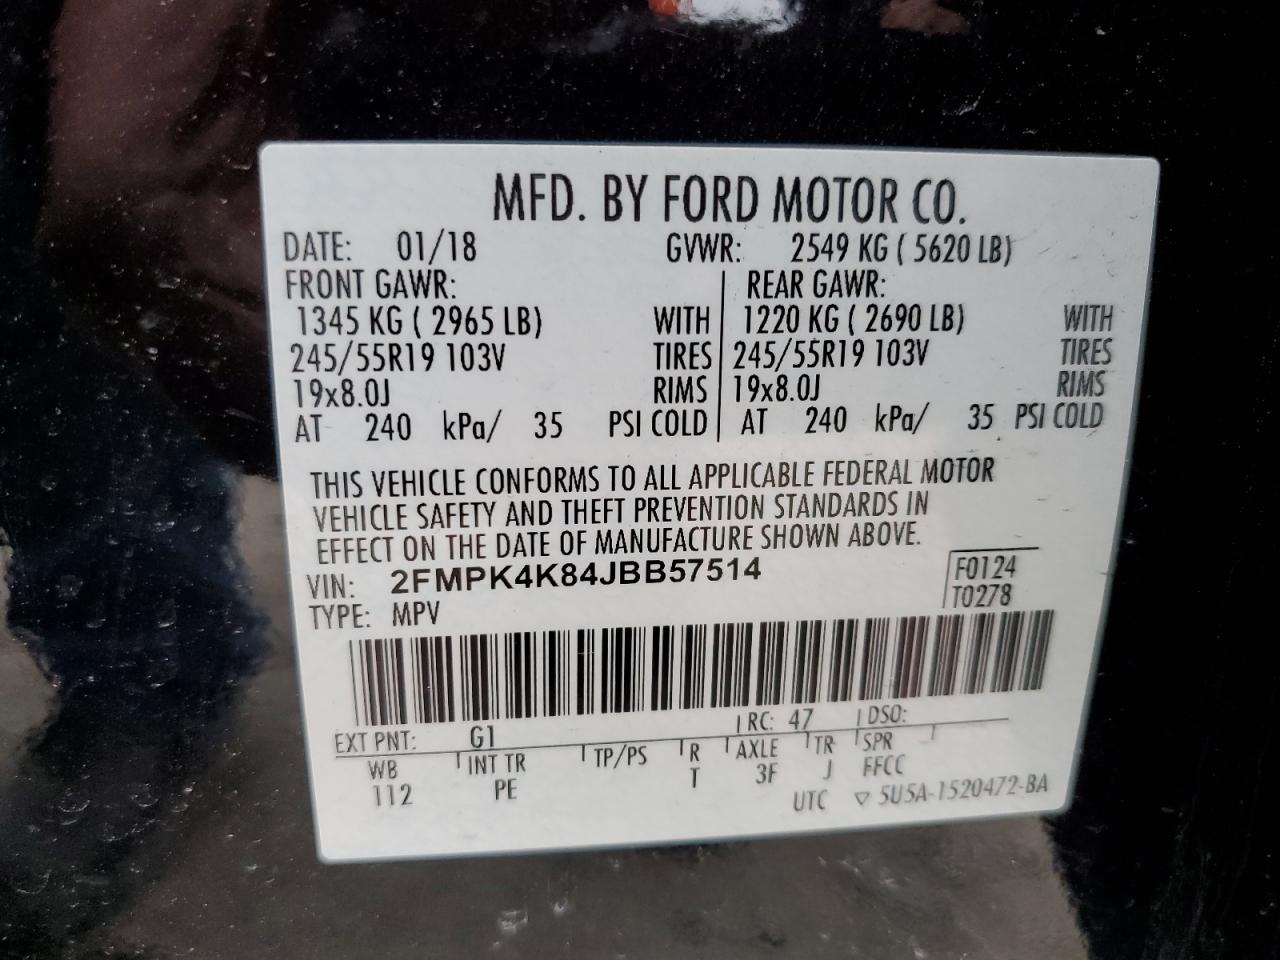 MFD. BY FORD MOTOR CO.
DATE: 01/18 GVWR: 2549 KG ( 5620 LB)
FRONT GAWR: REAR GAWR:
1345 KG ( 2965 LB) WITH 1220 KG ( 2690 LB) WITH
245/55R19 103V TIRES 245/55R19 103V TIRES
19x8.0J RIMS 19x8.0J RIMS
AT 240 kPa/ 35 PSI COLD AT 240 kPa/ 35 PSI COLD
THIS VEHICLE CONFORMS TO ALL APPLICABLE FEDERAL MOTOR
VEHICLE SAFETY AND THEFT PREVENTION STANDARDS IN
EFFECT ON THE DATE OF MANUFACTURE SHOWN ABOVE.
VIN: 2FMPK4K84JBB57514 F0124
TYPE: MPV T0278
EXT PNT: G1 RC: 47 DSO:
WB INT TR TP/PS R AXLE TR SPR
112 PE T 3F J FFCC
UTC ▽ 5U5A-1520472-BA